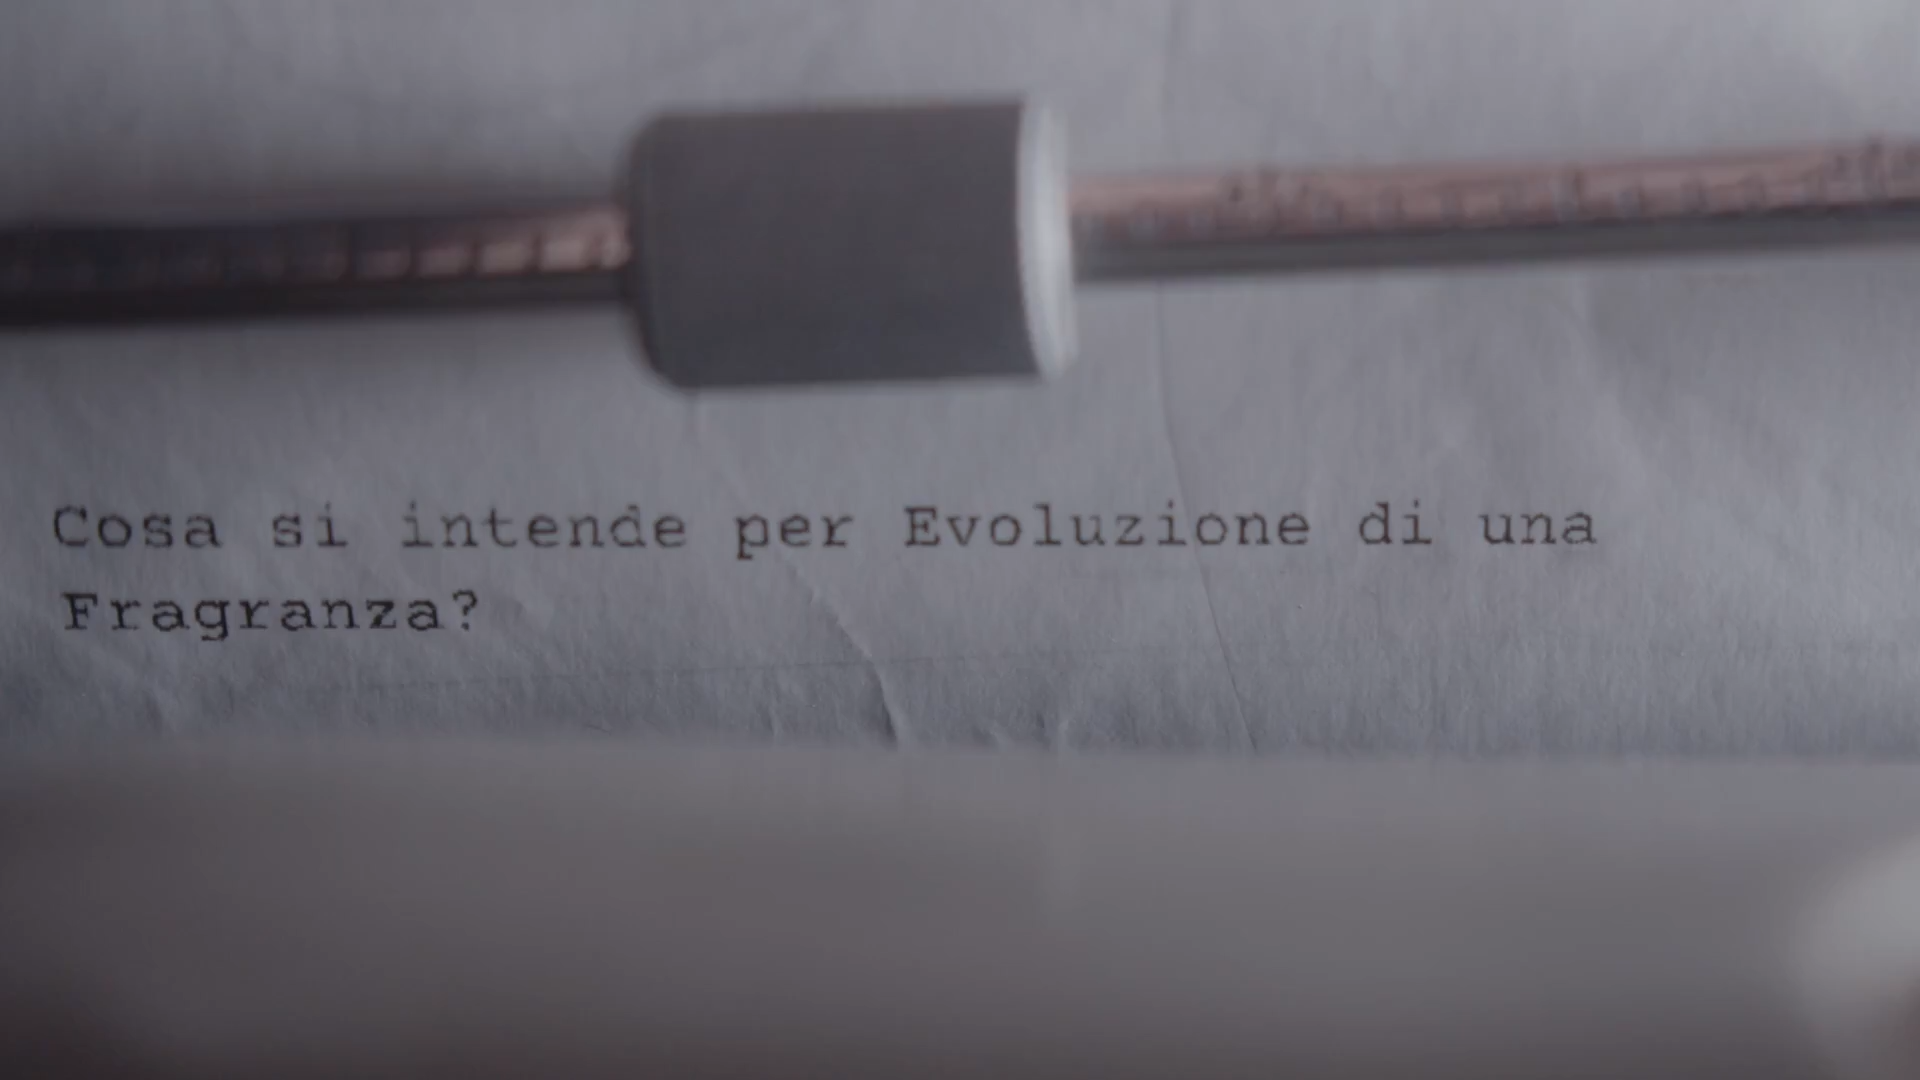 Cosa si intende per Evoluzione di una
Fragranza?